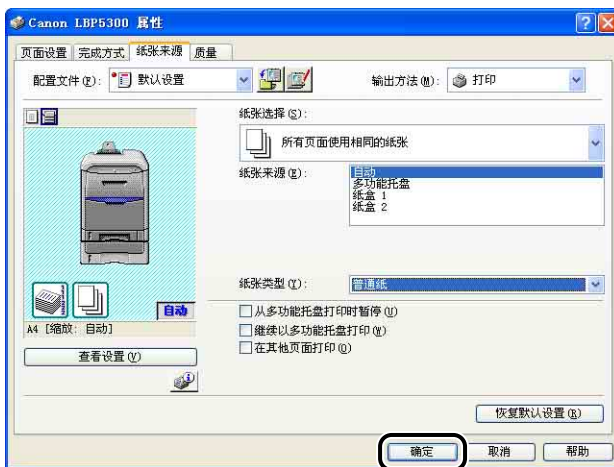 Canon LBP5300 属性
页面设置 完成方式 纸张来源 质量
配置文件(F): 默认设置 输出方法(M): 打印
纸张选择(S):
所有页面使用相同的纸张
纸张来源(E): 自动
多功能托盘
纸盒 1
纸盒 2
纸张类型(Y): 普通纸
自动
A4 [缩放: 自动]
查看设置(V)
从多功能托盘打印时暂停(U)
继续以多功能托盘打印(W)
在其他页面打印(O)
恢复默认设置(R)
确定 取消 帮助